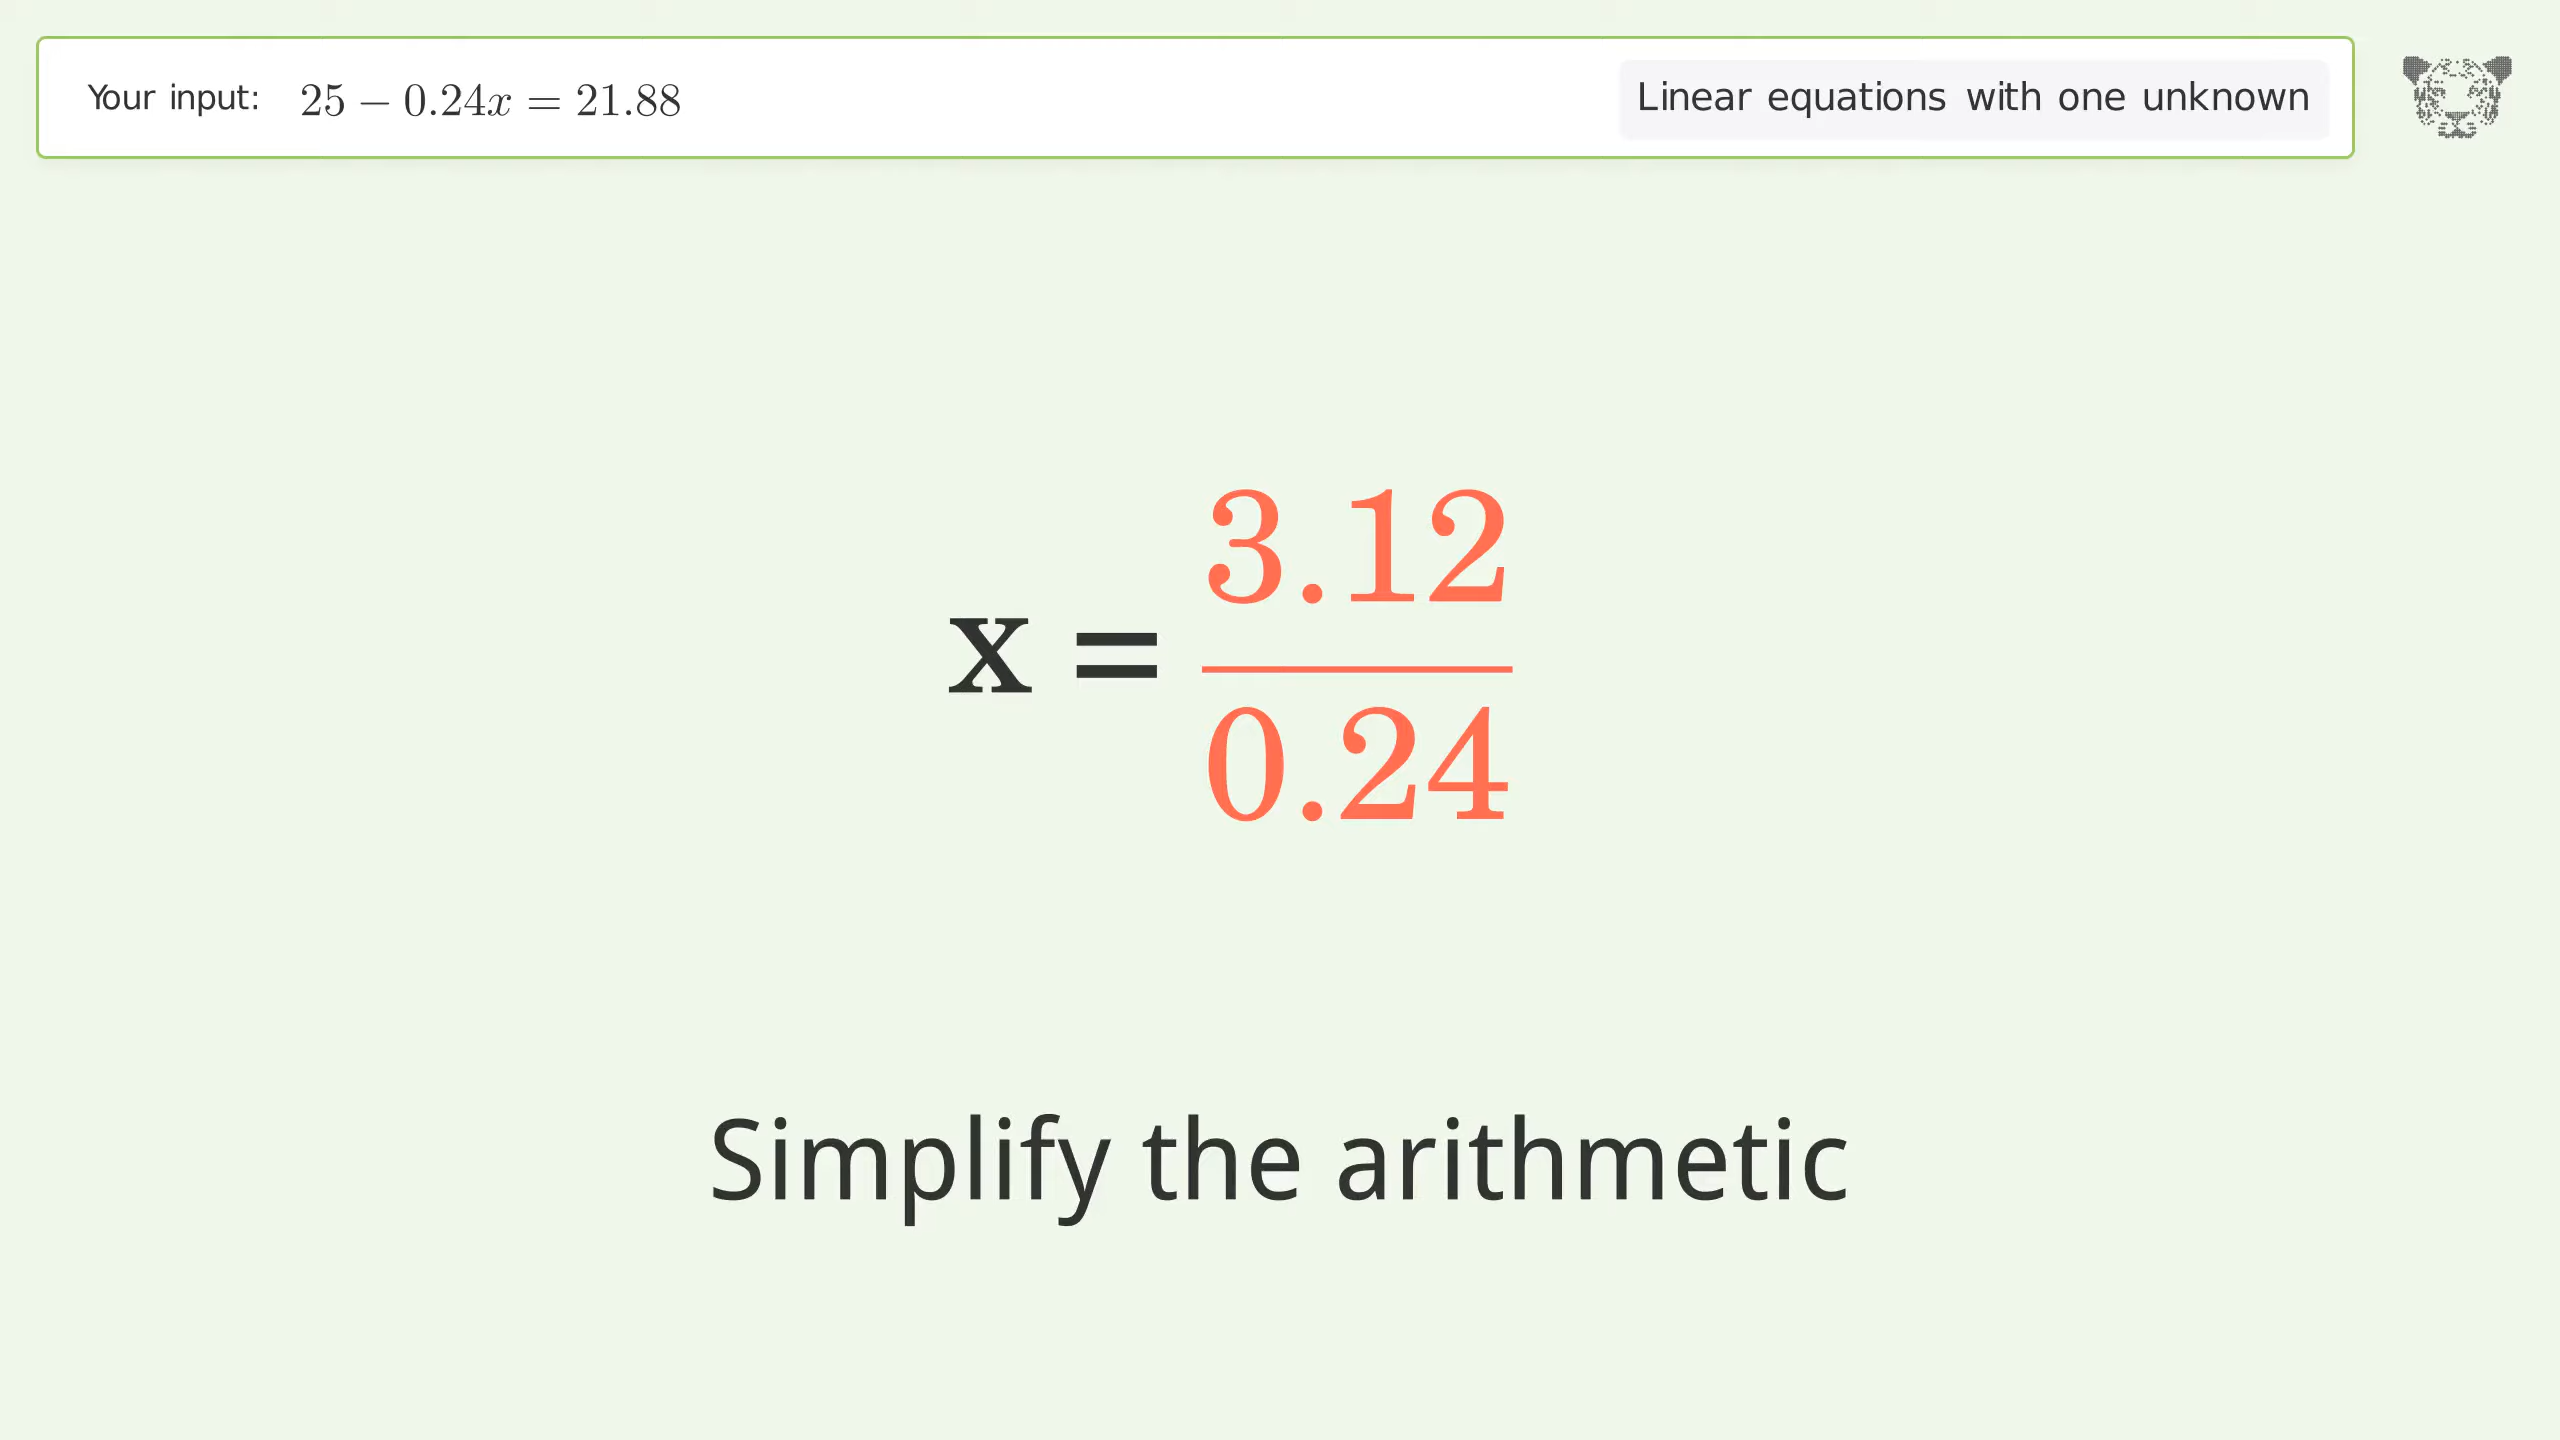 Your input: 25 − 0.24x = 21.88
Linear equations with one unknown
x = 3.12/0.24
Simplify the arithmetic